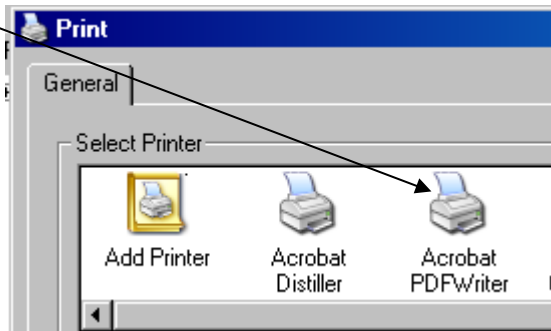 Print
General
Select Printer
Add Printer
Acrobat
Distiller
Acrobat
PDFWriter